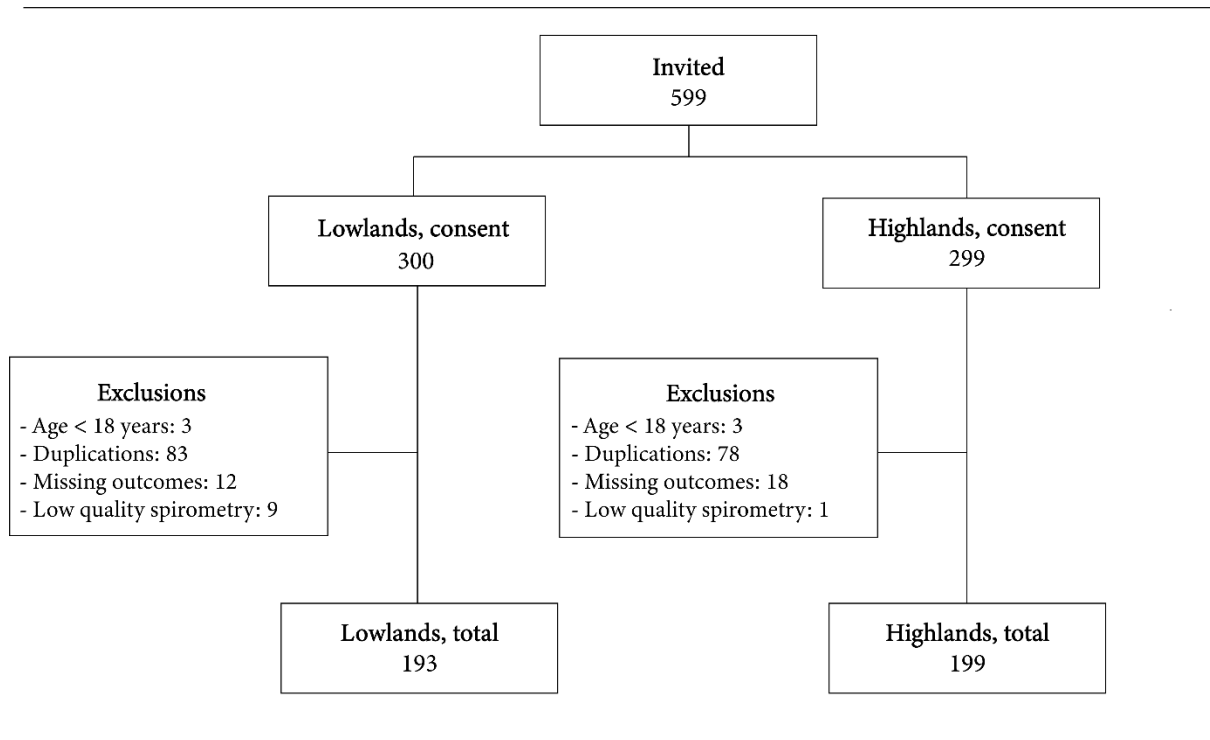 Invited
599
Lowlands, consent
300
Highlands, consent
299
Exclusions
- Age < 18 years: 3
- Duplications: 83
- Missing outcomes: 12
- Low quality spirometry: 9
Exclusions
- Age < 18 years: 3
- Duplications: 78
- Missing outcomes: 18
- Low quality spirometry: 1
Lowlands, total
193
Highlands, total
199